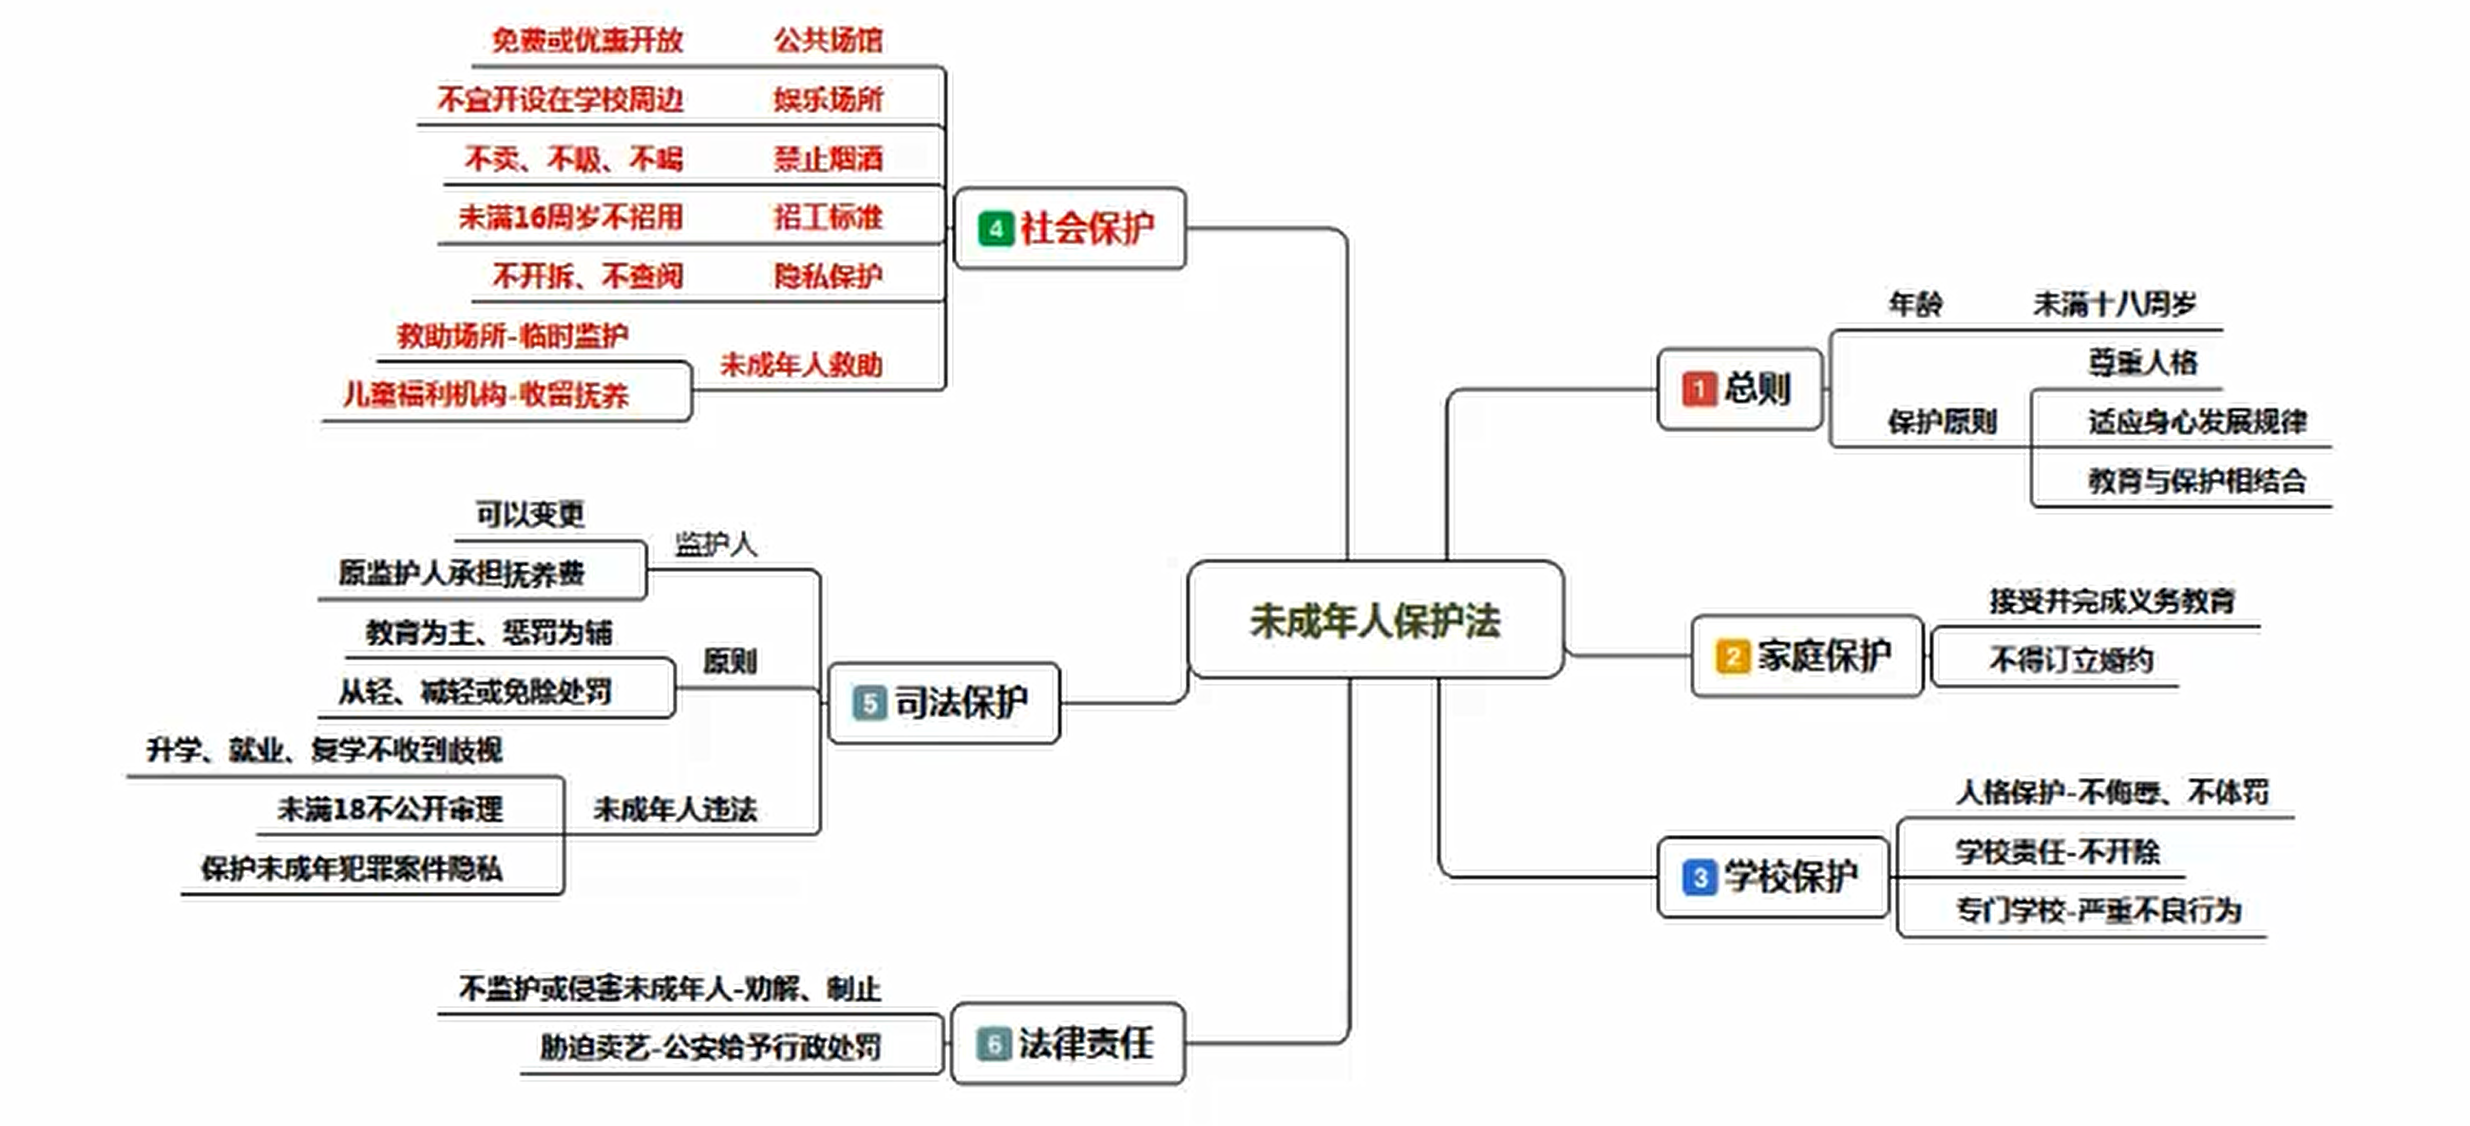 未成年人保护法
1 总则
年龄 未满十八周岁
保护原则
尊重人格
适应身心发展规律
教育与保护相结合
2 家庭保护
接受并完成义务教育
不得订立婚约
3 学校保护
人格保护-不侮辱、不体罚
学校责任-不开除
专门学校-严重不良行为
4 社会保护
免费或优惠开放 公共场馆
不宜开设在学校周边 娱乐场所
不卖、不吸、不喝 禁止烟酒
未满16周岁不招用 招工标准
不开拆、不查阅 隐私保护
未成年人救助
救助场所-临时监护
儿童福利机构-收留抚养
5 司法保护
监护人
可以变更
原监护人承担抚养费
原则
教育为主、惩罚为辅
从轻、减轻或免除处罚
未成年人违法
升学、就业、复学不收到歧视
未满18不公开审理
保护未成年犯罪案件隐私
6 法律责任
不监护或侵害未成年人-劝解、制止
胁迫卖艺-公安给予行政处罚